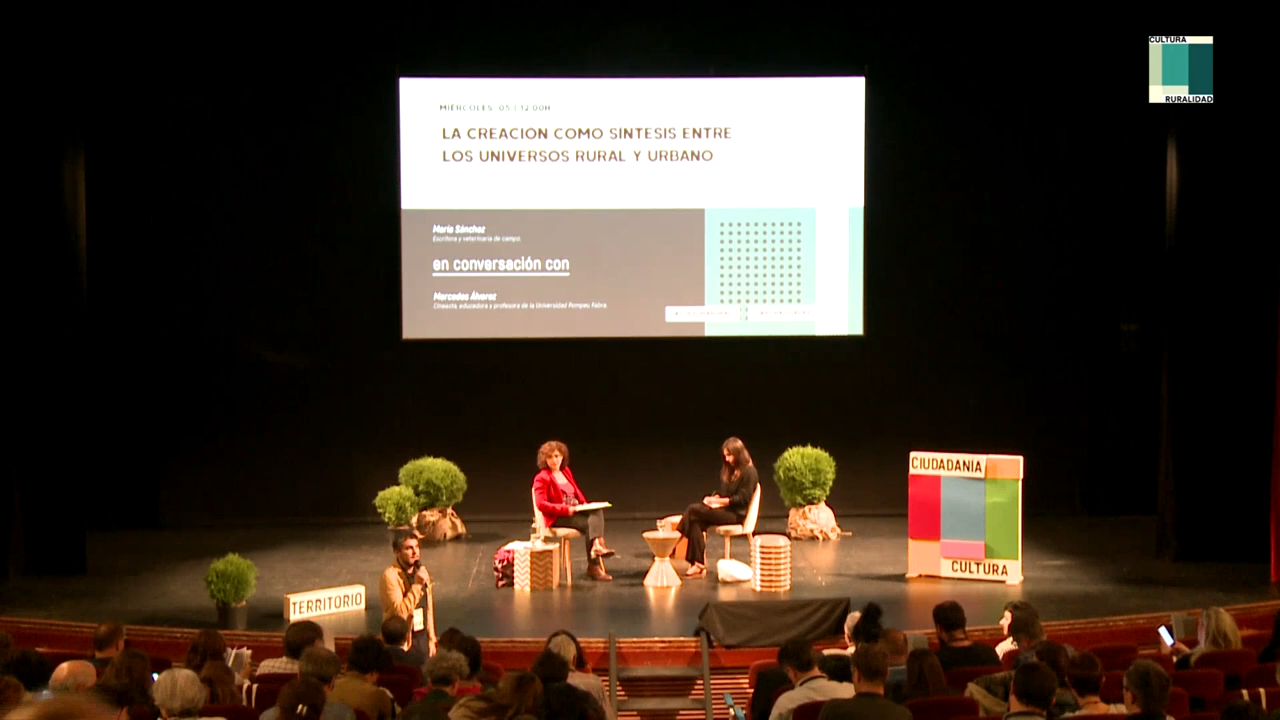 CULTURA
RURALIDAD
MIÉRCOLES 05 | 12:00H
LA CREACION COMO SINTESIS ENTRE
LOS UNIVERSOS RURAL Y URBANO
María Sánchez
Escritora y veterinaria de campo.
en conversación con
Mercedes Álvarez
Cineasta, educadora y profesora de la Universidad Pompeu Fabra.
CIUDADANÍA
CULTURA
TERRITORIO